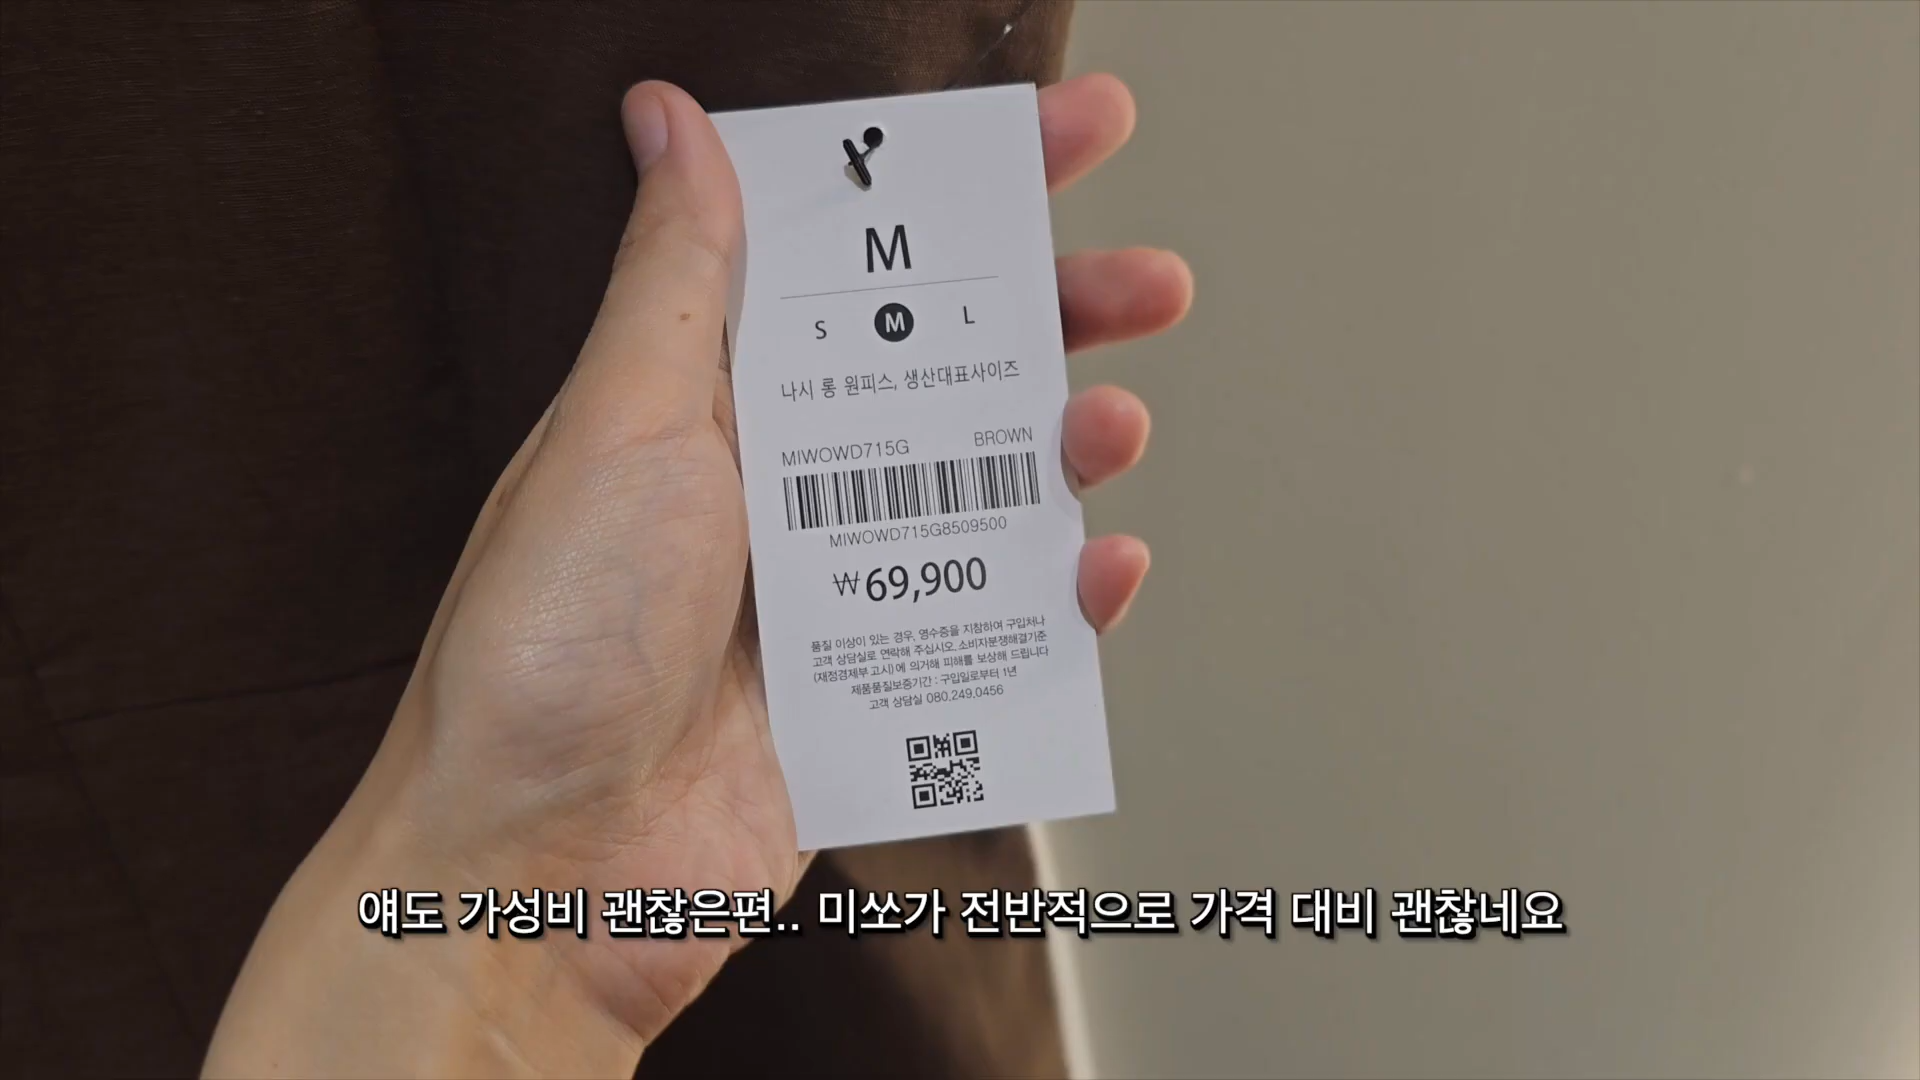 M
S M L
나시 롱 원피스, 생산대표사이즈
MIWOWD715G BROWN
MIWOWD715G8509500
₩69,900
품질 이상이 있는 경우, 영수증을 지참하여 구입처나
고객 상담실로 연락해 주십시오. 소비자분쟁해결기준
(재정경제부 고시)에 의거해 피해를 보상해 드립니다
제품품질보증기간 : 구입일로부터 1년
고객 상담실 080.249.0456
얘도 가성비 괜찮은편.. 미쏘가 전반적으로 가격 대비 괜찮네요